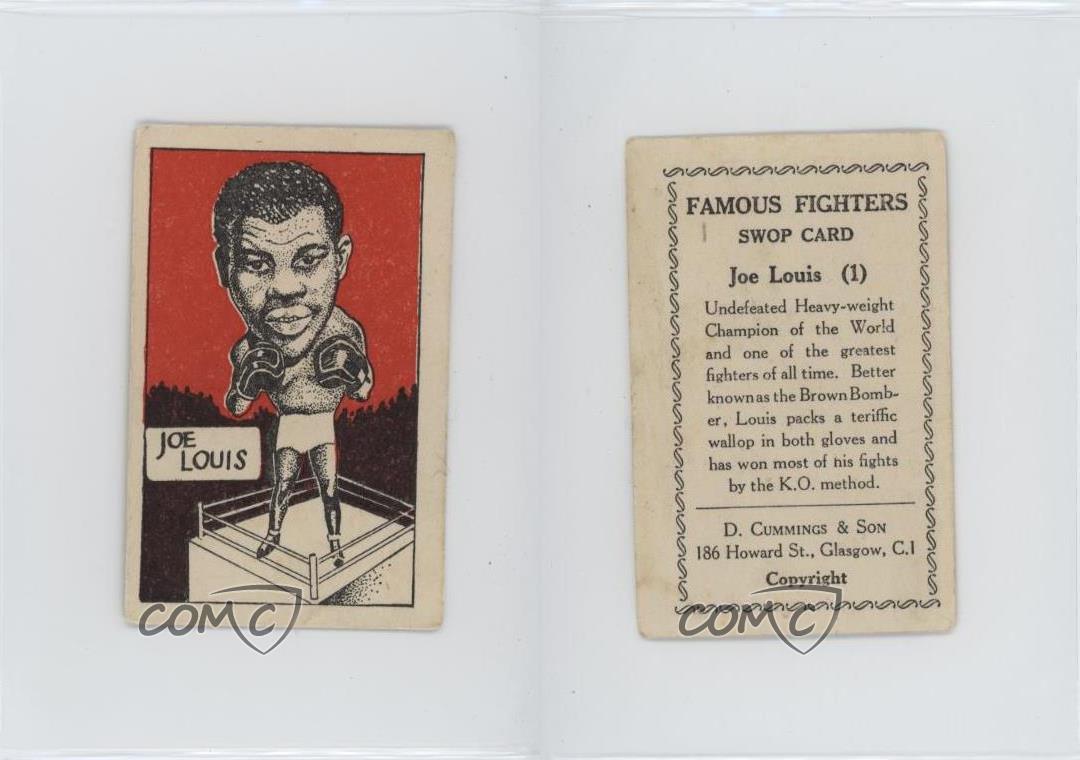 JOE
LOUIS
COMC
FAMOUS FIGHTERS
SWOP CARD
Joe Louis (1)
Undefeated Heavy-weight
Champion of the World
and one of the greatest
fighters of all time. Better
known as the Brown Bomb-
er, Louis packs a teriffic
wallop in both gloves and
has won most of his fights
by the K.O. method.
D. CUMMINGS & SON
186 Howard St., Glasgow, C.1
Copyright
COMC